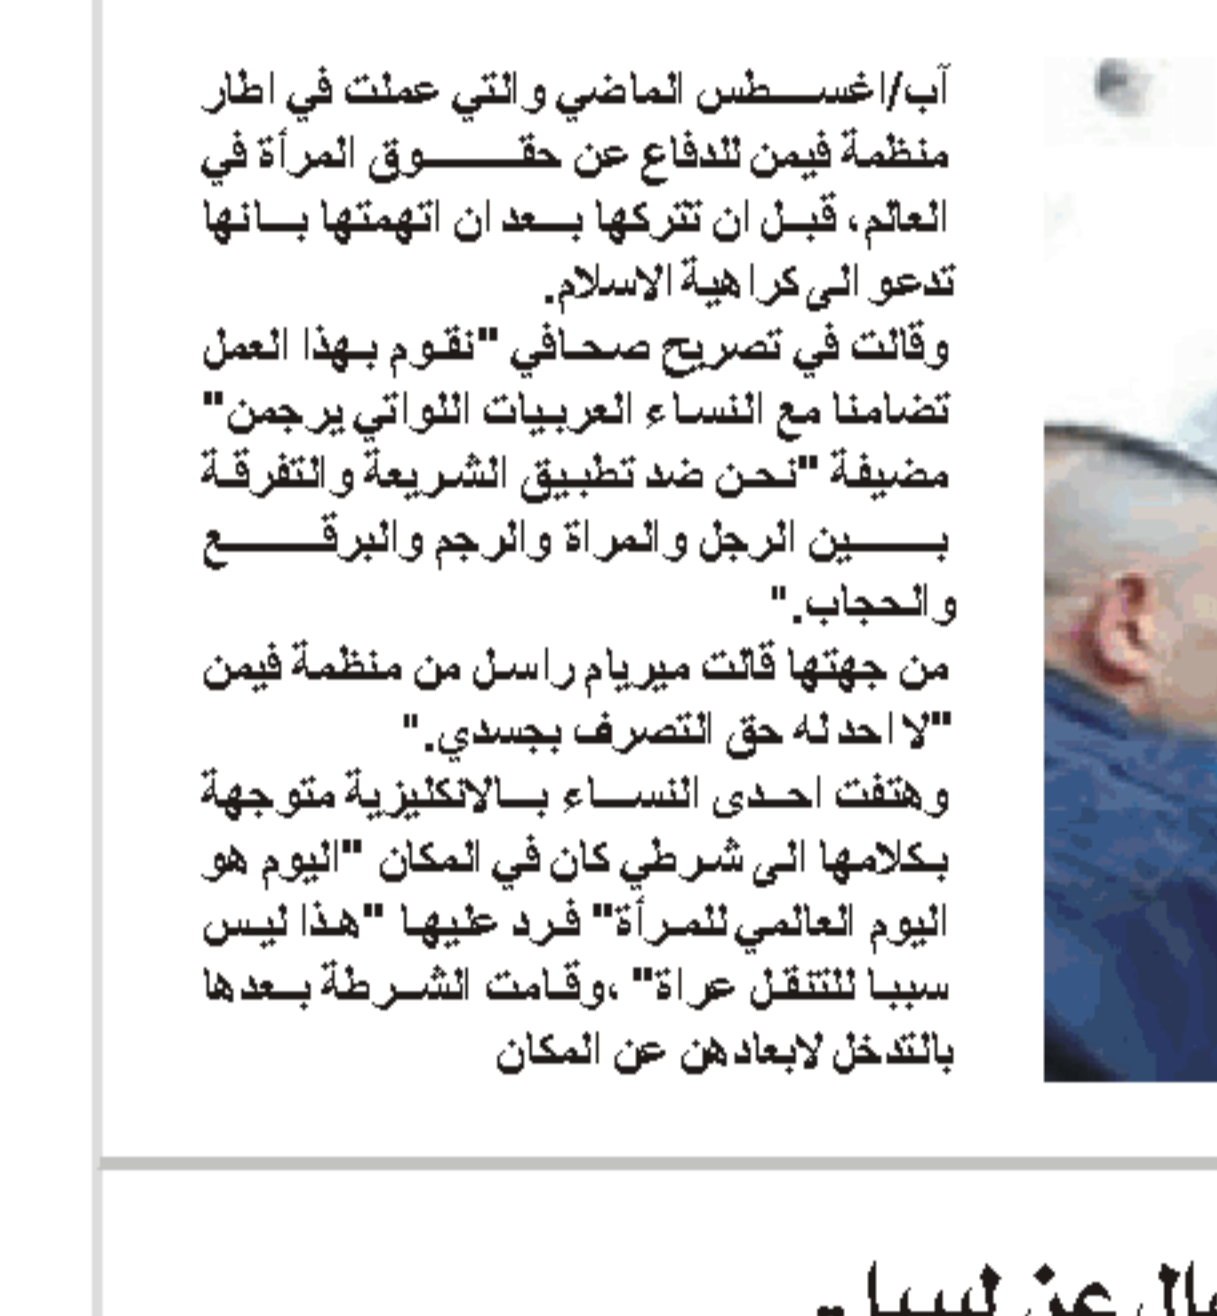 آب/اغسطس الماضي والتي عملت في اطار
منظمة فيمن للدفاع عن حقوق المرأة في
العالم، قبل ان تتركها بعد ان اتهمتها بانها
تدعو الى كراهية الاسلام.
وقالت في تصريح صحافي "نقوم بهذا العمل
تضامنا مع النساء العربيات اللواتي يرجمن"
مضيفة "نحن ضد تطبيق الشريعة والتفرقة
بين الرجل والمراة والرجم والبرقع
والحجاب."
من جهتها قالت ميريام راسل من منظمة فيمن
"لا احد له حق التصرف بجسدي."
وهتفت احدى النساء بالانكليزية متوجهة
بكلامها الى شرطي كان في المكان "اليوم هو
اليوم العالمي للمرأة" فرد عليها "هذا ليس
سببا للتنقل عراة" ،وقامت الشرطة بعدها
بالتدخل لابعادهن عن المكان